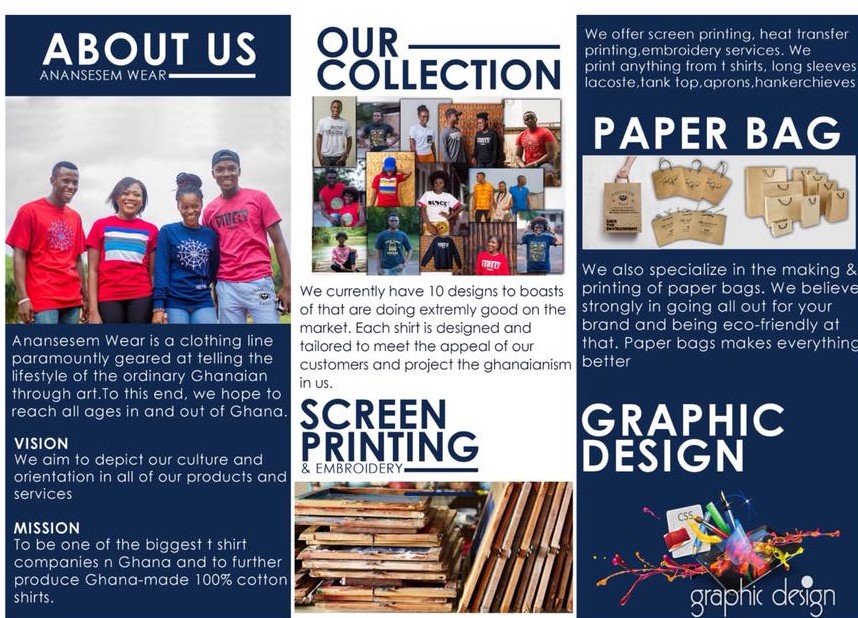 ABOUT US
ANANSESEM WEAR
Anansesem Wear is a clothing line
paramountly geared at telling the
lifestyle of the ordinary Ghanaian
through art.To this end, we hope to
reach all ages in and out of Ghana.
VISION
We aim to depict our culture and
orientation in all of our products and
services
MISSION
To be one of the biggest t shirt
companies n Ghana and to further
produce Ghana-made 100% cotton
shirts.
OUR
COLLECTION
We currently have 10 designs to boasts
of that are doing extremly good on the
market. Each shirt is designed and
tailored to meet the appeal of our
customers and project the ghanaianism
in us.
SCREEN
PRINTING
& EMBROIDERY
We offer screen printing, heat transfer
printing,embroidery services. We
print anything from t shirts, long sleeves
lacoste,tank top,aprons,hankerchieves
PAPER BAG
We also specialize in the making &
printing of paper bags. We believe
strongly in going all out for your
brand and being eco-friendly at
that. Paper bags makes everything
better
GRAPHIC
DESIGN
CSS
graphic design